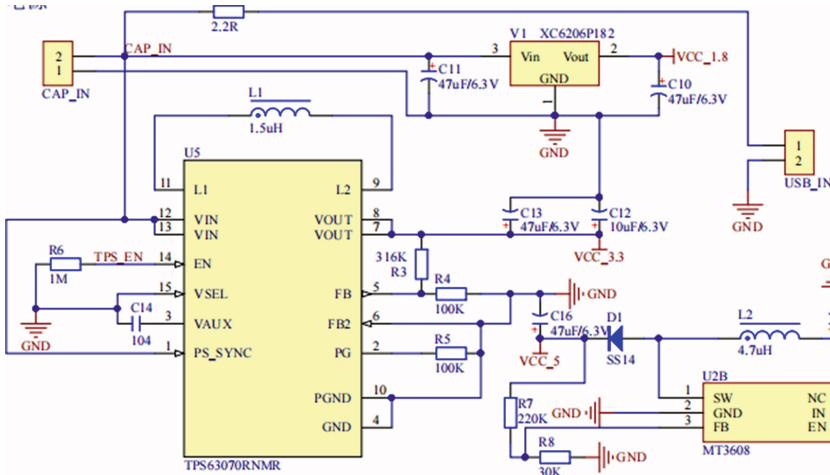 电源
2.2R
V1 XC6206P182
CAP_IN
2
1
CAP_IN
3 Vin Vout 2
GND
1
VCC_1.8
C11
47uF/6.3V
C10
47uF/6.3V
GND
L1
1.5uH
1
2
USB_IN
GND
U5
11 L1 L2 9
12 VIN VOUT 8
13 VIN VOUT 7
14 EN
15 VSEL FB 5
3 VAUX FB2 6
1 PS_SYNC PG 2
PGND 10
GND 4
TPS63070RNMR
R6
1M
TPS_EN
C14
104
GND
C13
47uF/6.3V
C12
10uF/6.3V
VCC_3.3
316K
R3
R4
100K
R5
100K
GND
C16
47uF/6.3V
VCC_5
D1
SS14
L2
4.7uH
U2B
1 SW NC
2 GND IN
3 FB EN
MT3608
R7
220K
GND
R8
30K
GND